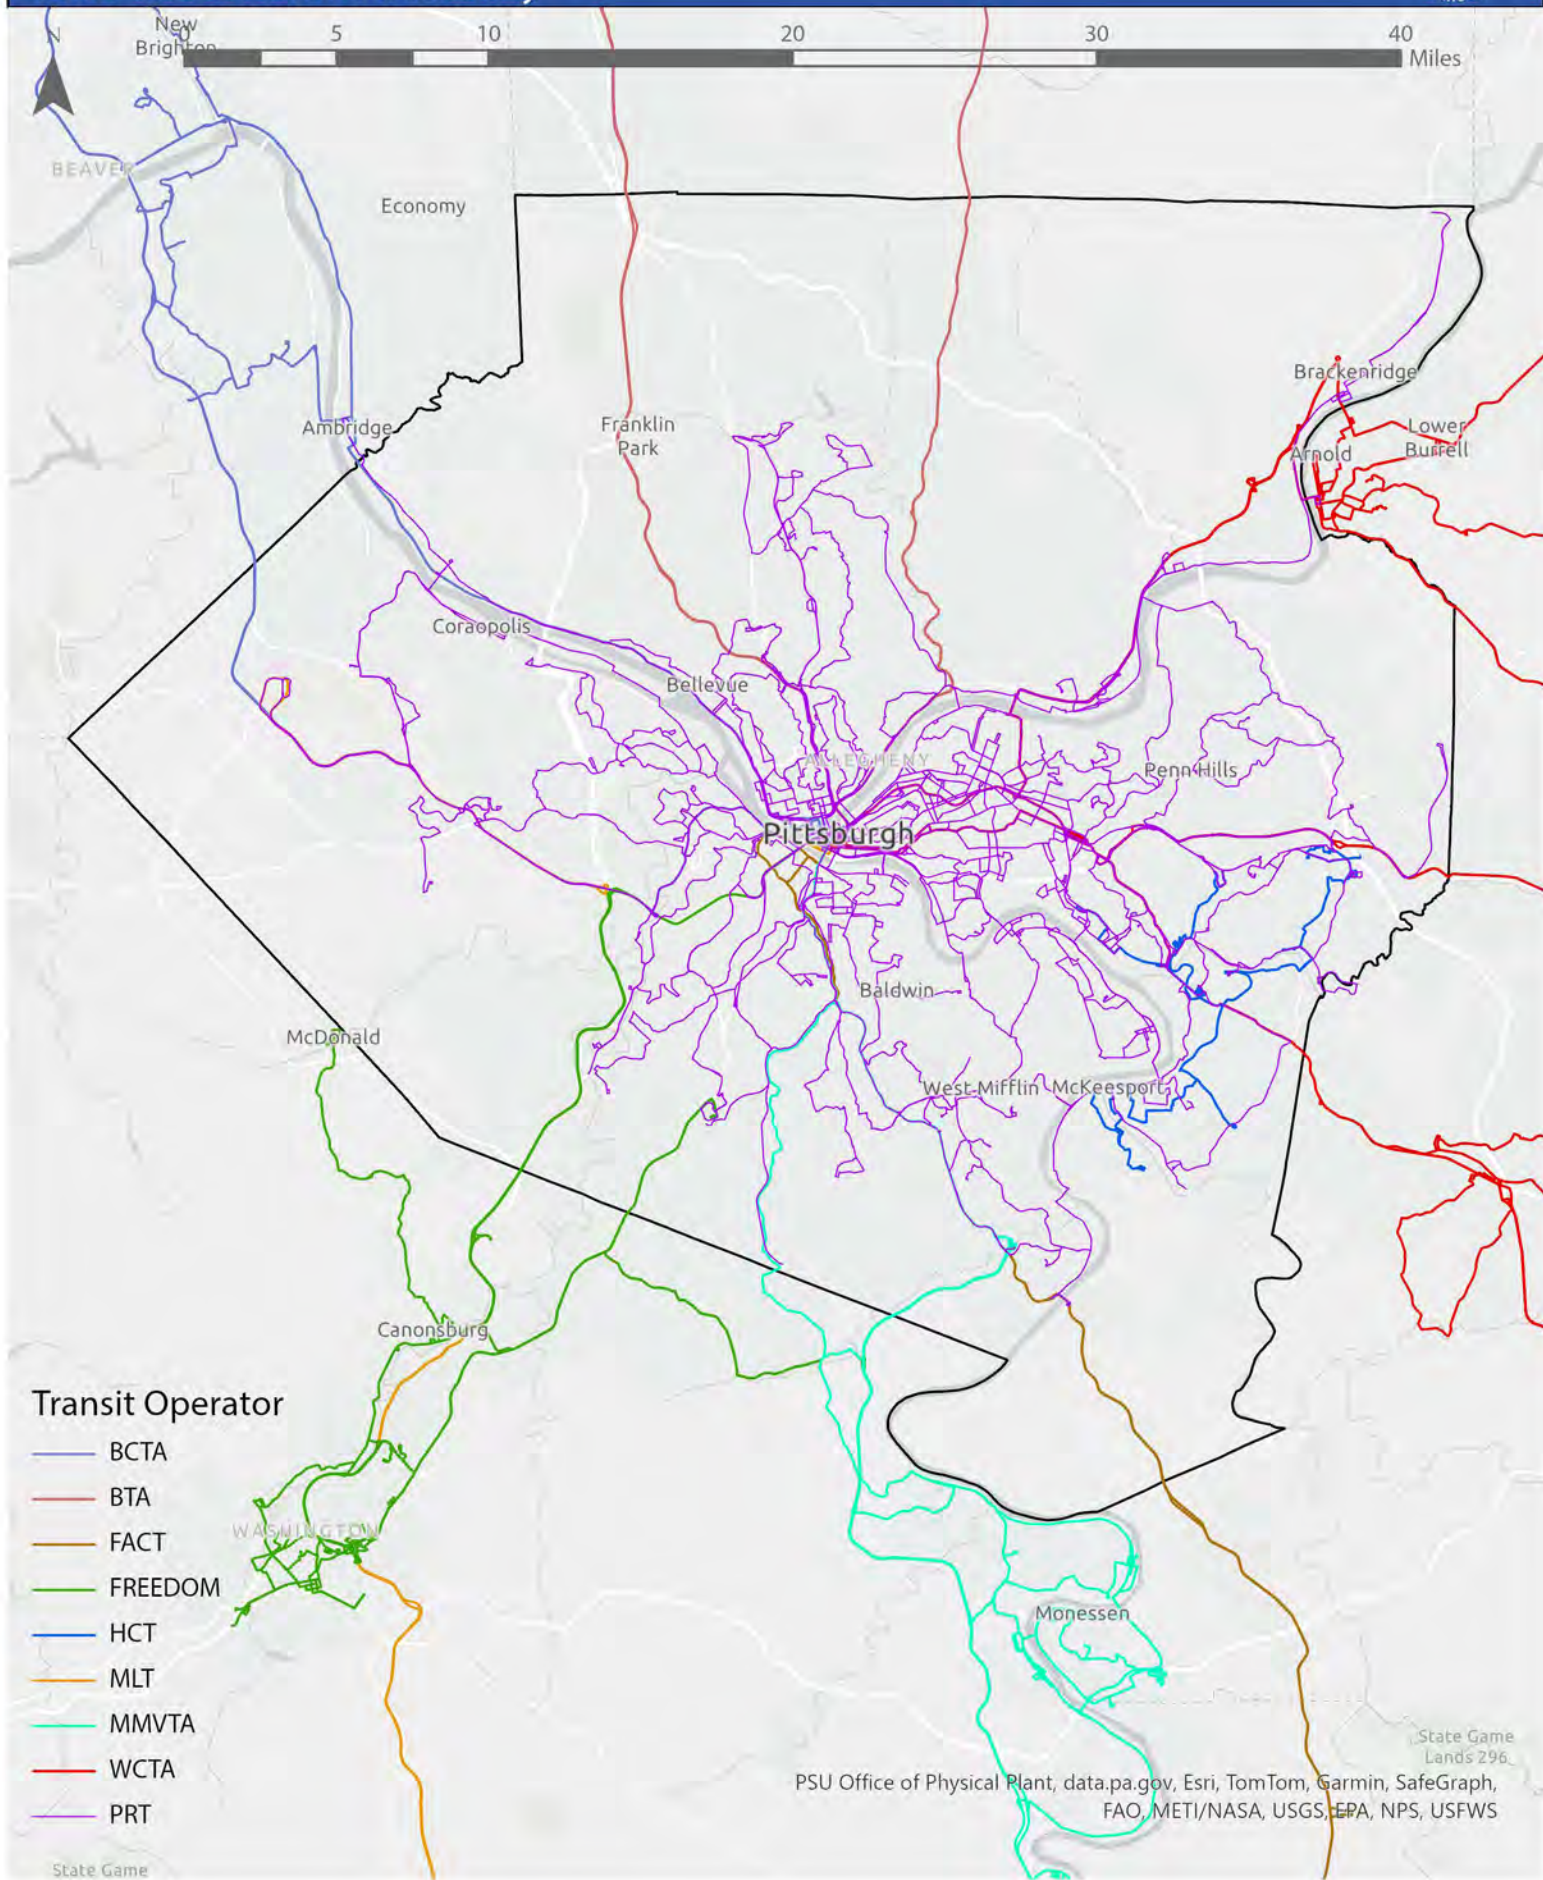 N
New
Brighton
0 5 10 20 30 40
Miles
BEAVER
Economy
Brackenridge
Ambridge
Franklin
Park
Lower
Burrell
Arnold
Coraopolis
Bellevue
ALLEGHENY
Penn Hills
Pittsburgh
Baldwin
McDonald
West Mifflin
McKeesport
Canonsburg
Transit Operator
BCTA
BTA
FACT
FREEDOM
HCT
MLT
MMVTA
WCTA
PRT
WASHINGTON
Monessen
State Game
Lands 296
PSU Office of Physical Plant, data.pa.gov, Esri, TomTom, Garmin, SafeGraph,
FAO, METI/NASA, USGS, EPA, NPS, USFWS
State Game